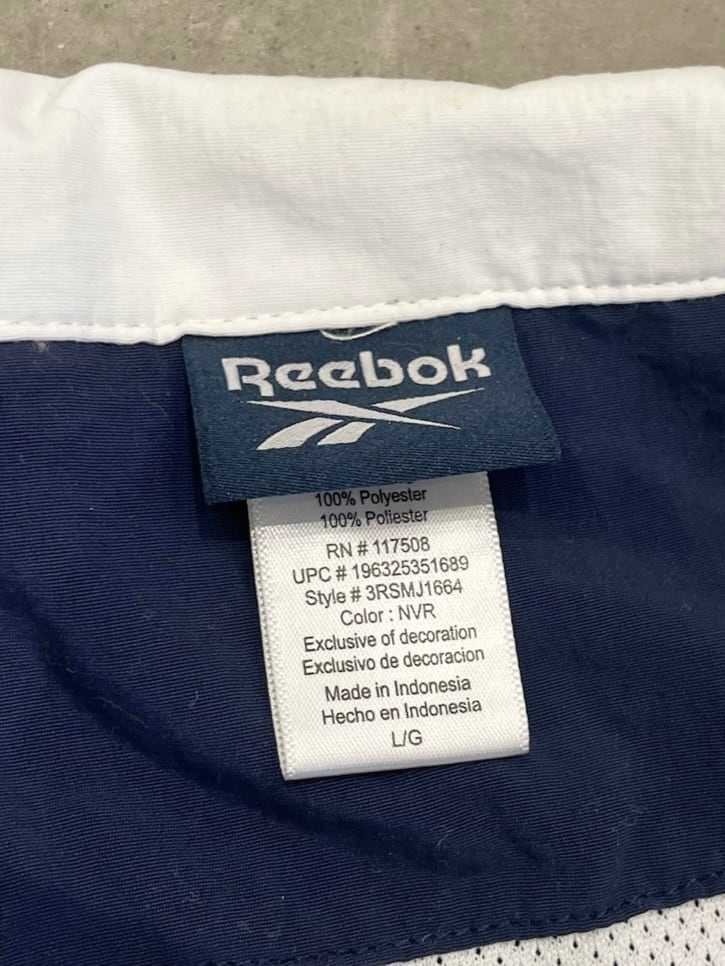 Reebok
100% Polyester
100% Poliester
RN # 117508
UPC # 196325351689
Style # 3RSMJ1664
Color : NVR
Exclusive of decoration
Exclusivo de decoracion
Made in Indonesia
Hecho en Indonesia
L/G